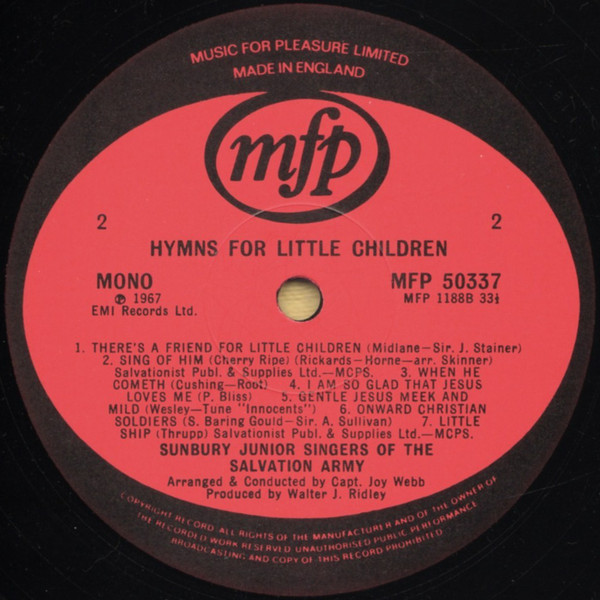 MUSIC FOR PLEASURE LIMITED
MADE IN ENGLAND
mfp
2 2
HYMNS FOR LITTLE CHILDREN
MONO MFP 50337
℗ 1967 MFP 1188B 33⅓
EMI Records Ltd.
1. THERE'S A FRIEND FOR LITTLE CHILDREN (Midlane—Sir. J. Stainer)
2. SING OF HIM (Cherry Ripe) (Rickards—Horne—arr. Skinner)
Salvationist Publ. & Supplies Ltd.—MCPS. 3. WHEN HE
COMETH (Cushing—Root) 4. I AM SO GLAD THAT JESUS
LOVES ME (P. Bliss) 5. GENTLE JESUS MEEK AND
MILD (Wesley—Tune "Innocents") 6. ONWARD CHRISTIAN
SOLDIERS (S. Baring Gould—Sir. A. Sullivan) 7. LITTLE
SHIP (Thrupp) Salvationist Publ. & Supplies Ltd.—MCPS.
SUNBURY JUNIOR SINGERS OF THE
SALVATION ARMY
Arranged & Conducted by Capt. Joy Webb
Produced by Walter J. Ridley
COPYRIGHT RECORD. ALL RIGHTS OF THE MANUFACTURER AND OF THE OWNER OF
THE RECORDED WORK RESERVED UNAUTHORISED PUBLIC PERFORMANCE
BROADCASTING AND COPY OF THIS RECORD PROHIBITED